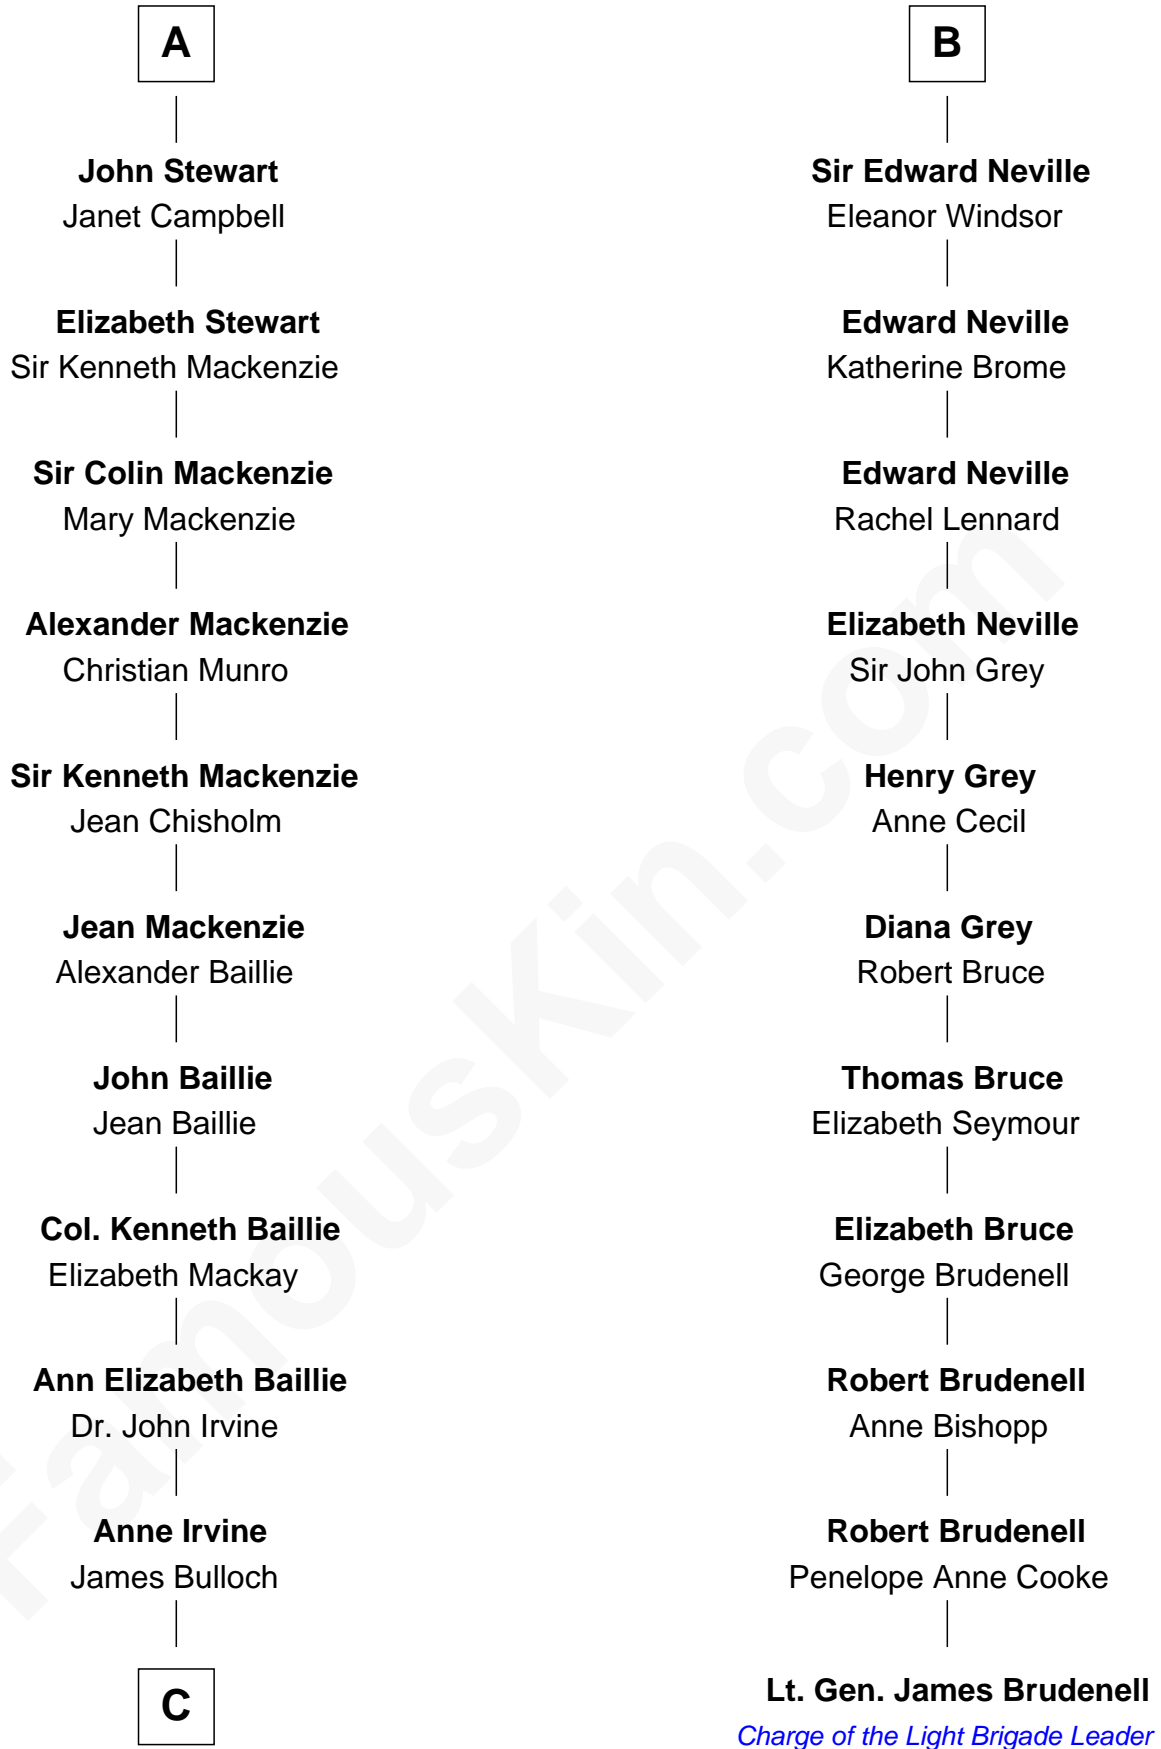 A
John Stewart
Janet Campbell
Elizabeth Stewart
Sir Kenneth Mackenzie
Sir Colin Mackenzie
Mary Mackenzie
Alexander Mackenzie
Christian Munro
Sir Kenneth Mackenzie
Jean Chisholm
Jean Mackenzie
Alexander Baillie
John Baillie
Jean Baillie
Col. Kenneth Baillie
Elizabeth Mackay
Ann Elizabeth Baillie
Dr. John Irvine
Anne Irvine
James Bulloch
C
B
Sir Edward Neville
Eleanor Windsor
Edward Neville
Katherine Brome
Edward Neville
Rachel Lennard
Elizabeth Neville
Sir John Grey
Henry Grey
Anne Cecil
Diana Grey
Robert Bruce
Thomas Bruce
Elizabeth Seymour
Elizabeth Bruce
George Brudenell
Robert Brudenell
Anne Bishopp
Robert Brudenell
Penelope Anne Cooke
Lt. Gen. James Brudenell
Charge of the Light Brigade Leader
FamousKin.com